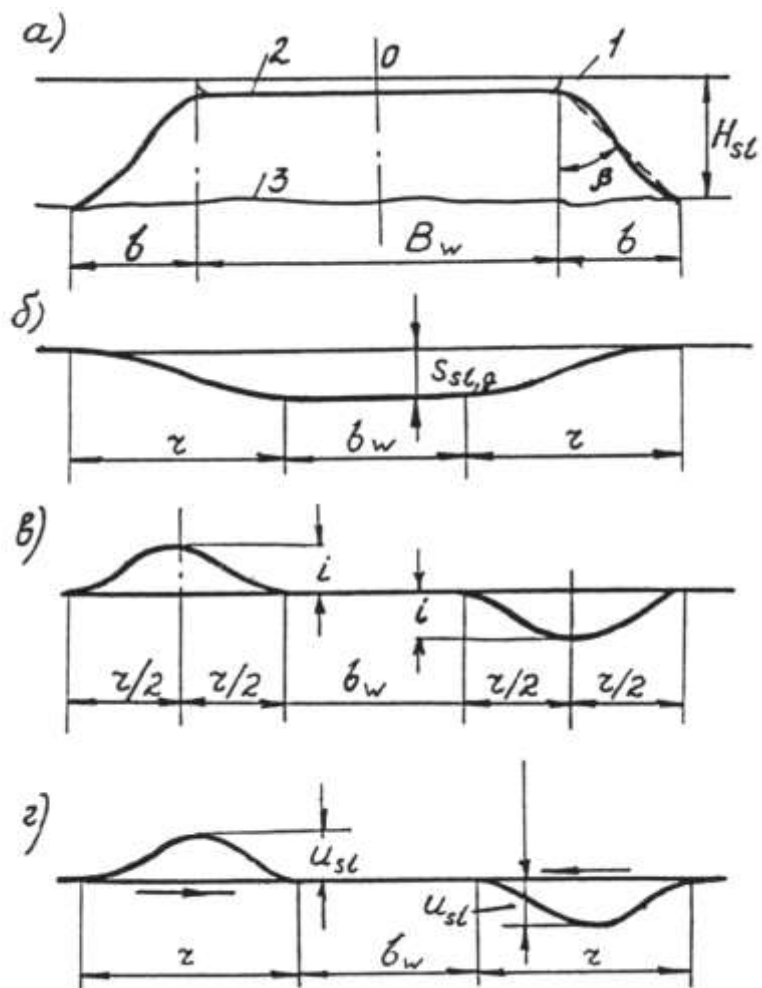 а)
2 0 1
H_sl
β
3
b B_w b
б)
S_sl,g
r b_w r
в)
i
i
r/2 r/2 b_w r/2 r/2
г)
u_sl
u_sl
r b_w r